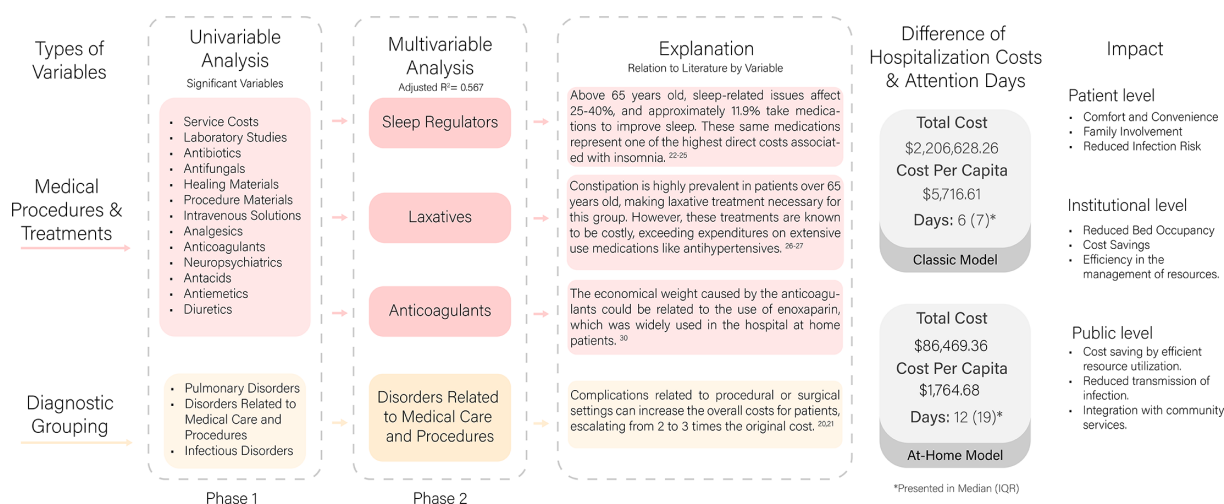 Types of
Variables
Univariable
Analysis
Significant Variables
Multivariable
Analysis
Adjusted R²= 0.567
Explanation
Relation to Literature by Variable
Difference of
Hospitalization Costs
& Attention Days
Impact
Medical
Procedures &
Treatments
• Service Costs
• Laboratory Studies
• Antibiotics
• Antifungals
• Healing Materials
• Procedure Materials
• Intravenous Solutions
• Analgesics
• Anticoagulants
• Neuropsychiatrics
• Antacids
• Antiemetics
• Diuretics
Sleep Regulators
Above 65 years old, sleep-related issues affect
25-40%, and approximately 11.9% take medica-
tions to improve sleep. These same medications
represent one of the highest direct costs associat-
ed with insomnia. 22-25
Laxatives
Constipation is highly prevalent in patients over 65
years old, making laxative treatment necessary for
this group. However, these treatments are known
to be costly, exceeding expenditures on extensive
use medications like antihypertensives. 26-27
Anticoagulants
The economical weight caused by the anticoagu-
lants could be related to the use of enoxaparin,
which was widely used in the hospital at home
patients. 30
Diagnostic
Grouping
• Pulmonary Disorders
• Disorders Related to
Medical Care and
Procedures
• Infectious Disorders
Disorders Related
to Medical Care
and Procedures
Complications related to procedural or surgical
settings can increase the overall costs for patients,
escalating from 2 to 3 times the original cost. 20,21
Total Cost
$2,206,628.26
Cost Per Capita
$5,716.61
Days: 6 (7)*
Classic Model
Total Cost
$86,469.36
Cost Per Capita
$1,764.68
Days: 12 (19)*
At-Home Model
*Presented in Median (IQR)
Patient level
• Comfort and Convenience
• Family Involvement
• Reduced Infection Risk
Institutional level
• Reduced Bed Occupancy
• Cost Savings
• Efficiency in the
management of resources.
Public level
• Cost saving by efficient
resource utilization.
• Reduced transmission of
infection.
• Integration with community
services.
Phase 1
Phase 2